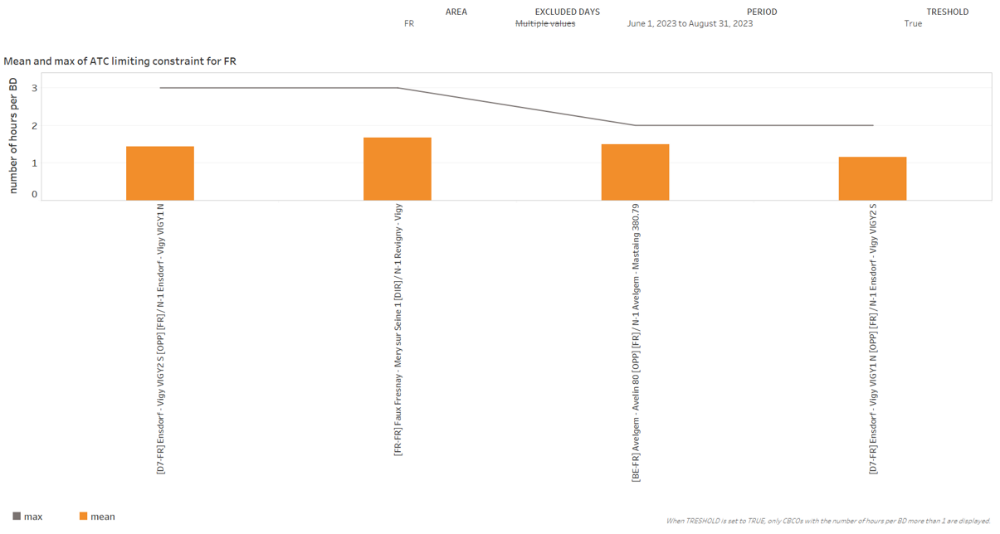 AREA EXCLUDED DAYS PERIOD TRESHOLD
FR Multiple values June 1, 2023 to August 31, 2023 True
Mean and max of ATC limiting constraint for FR
number of hours per BD
3
2
1
0
[D7-FR] Ensdorf - Vigy VIGY2 S [OPP] [FR] / N-1 Ensdorf - Vigy VIGY1 N
[FR-FR] Faux Fresnay - Mery sur Seine 1 [DIR] / N-1 Revigny - Vigy
[BE-FR] Avelgem - Avelin 80 [OPP] [FR] / N-1 Avelgem - Mastaing 380.79
[D7-FR] Ensdorf - Vigy VIGY1 N [OPP] [FR] / N-1 Ensdorf - Vigy VIGY2 S
max mean
When TRESHOLD is set to TRUE, only CBCOs with the number of hours per BD more than 1 are displayed.